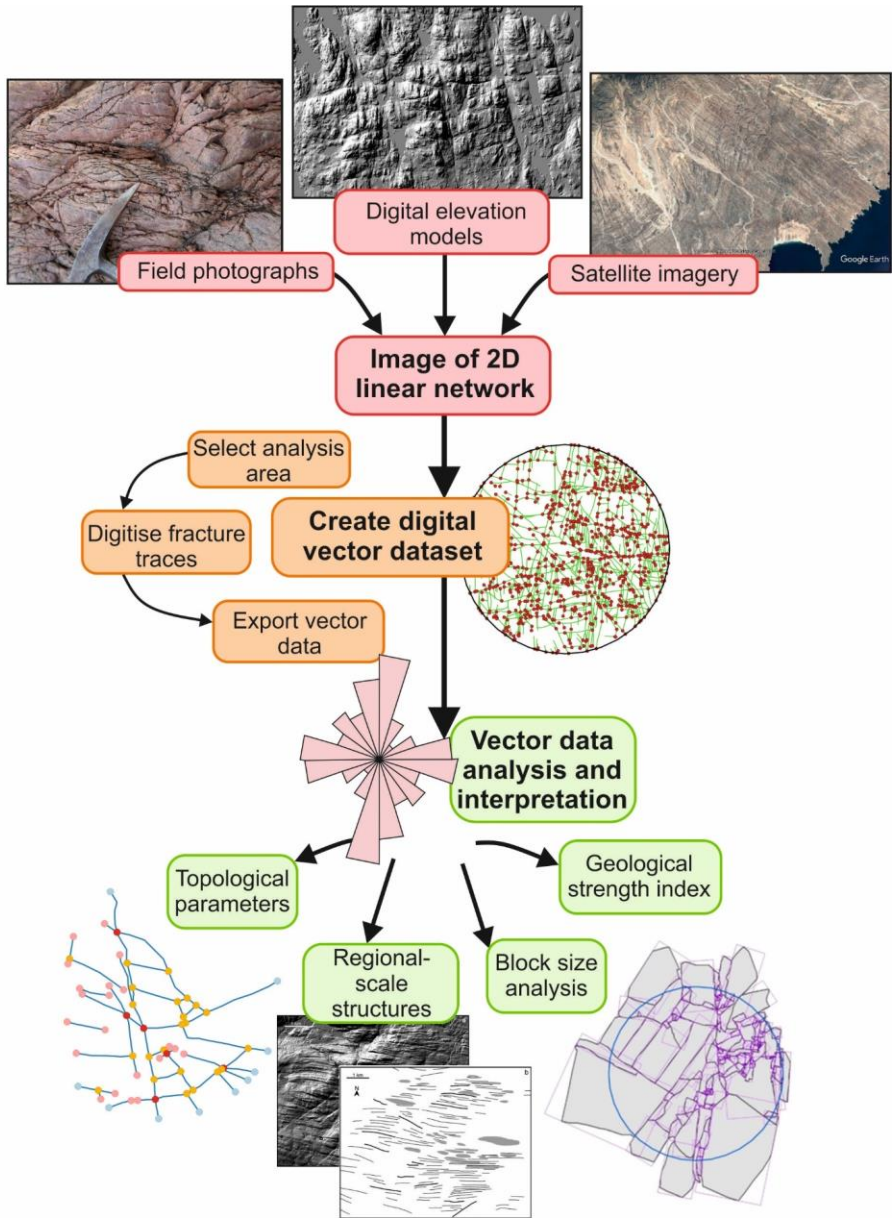 Digital elevation
models
Field photographs
Satellite imagery
Google Earth
Image of 2D
linear network
Select analysis
area
Digitise fracture
traces
Create digital
vector dataset
Export vector
data
Vector data
analysis and
interpretation
Topological
parameters
Geological
strength index
Regional-
scale
structures
Block size
analysis
1 km
N
b